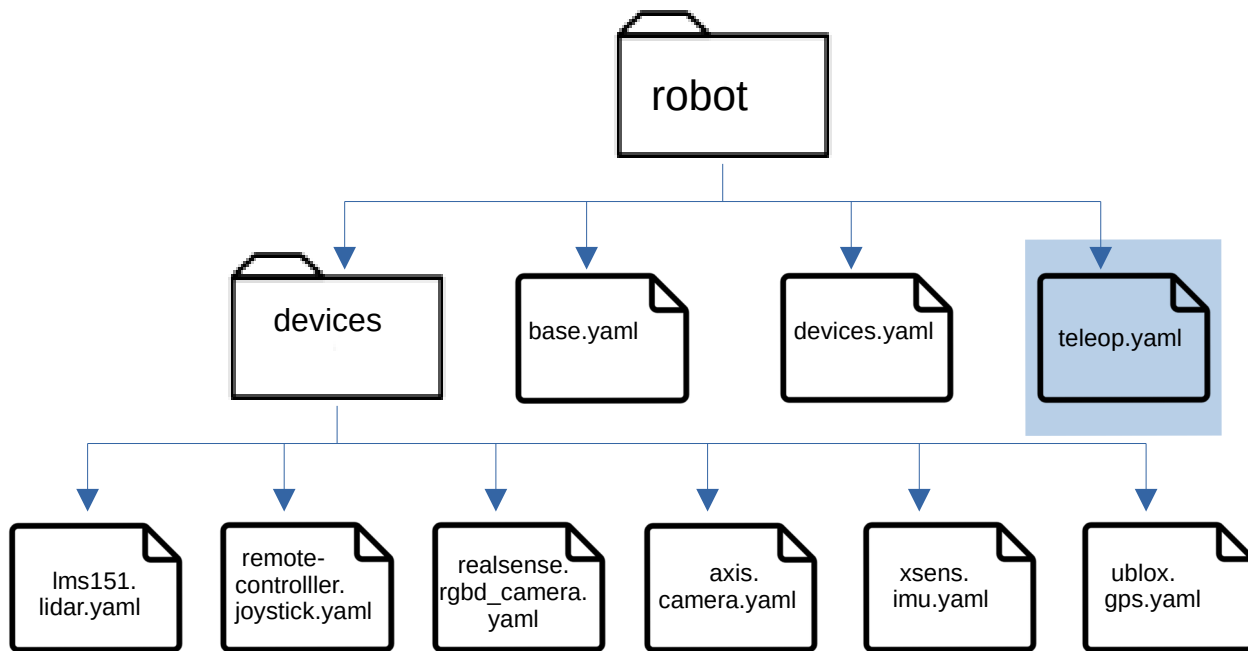 robot
devices
base.yaml
devices.yaml
teleop.yaml
lms151.
lidar.yaml
remote-
controlller.
joystick.yaml
realsense.
rgbd_camera.
yaml
axis.
camera.yaml
xsens.
imu.yaml
ublox.
gps.yaml